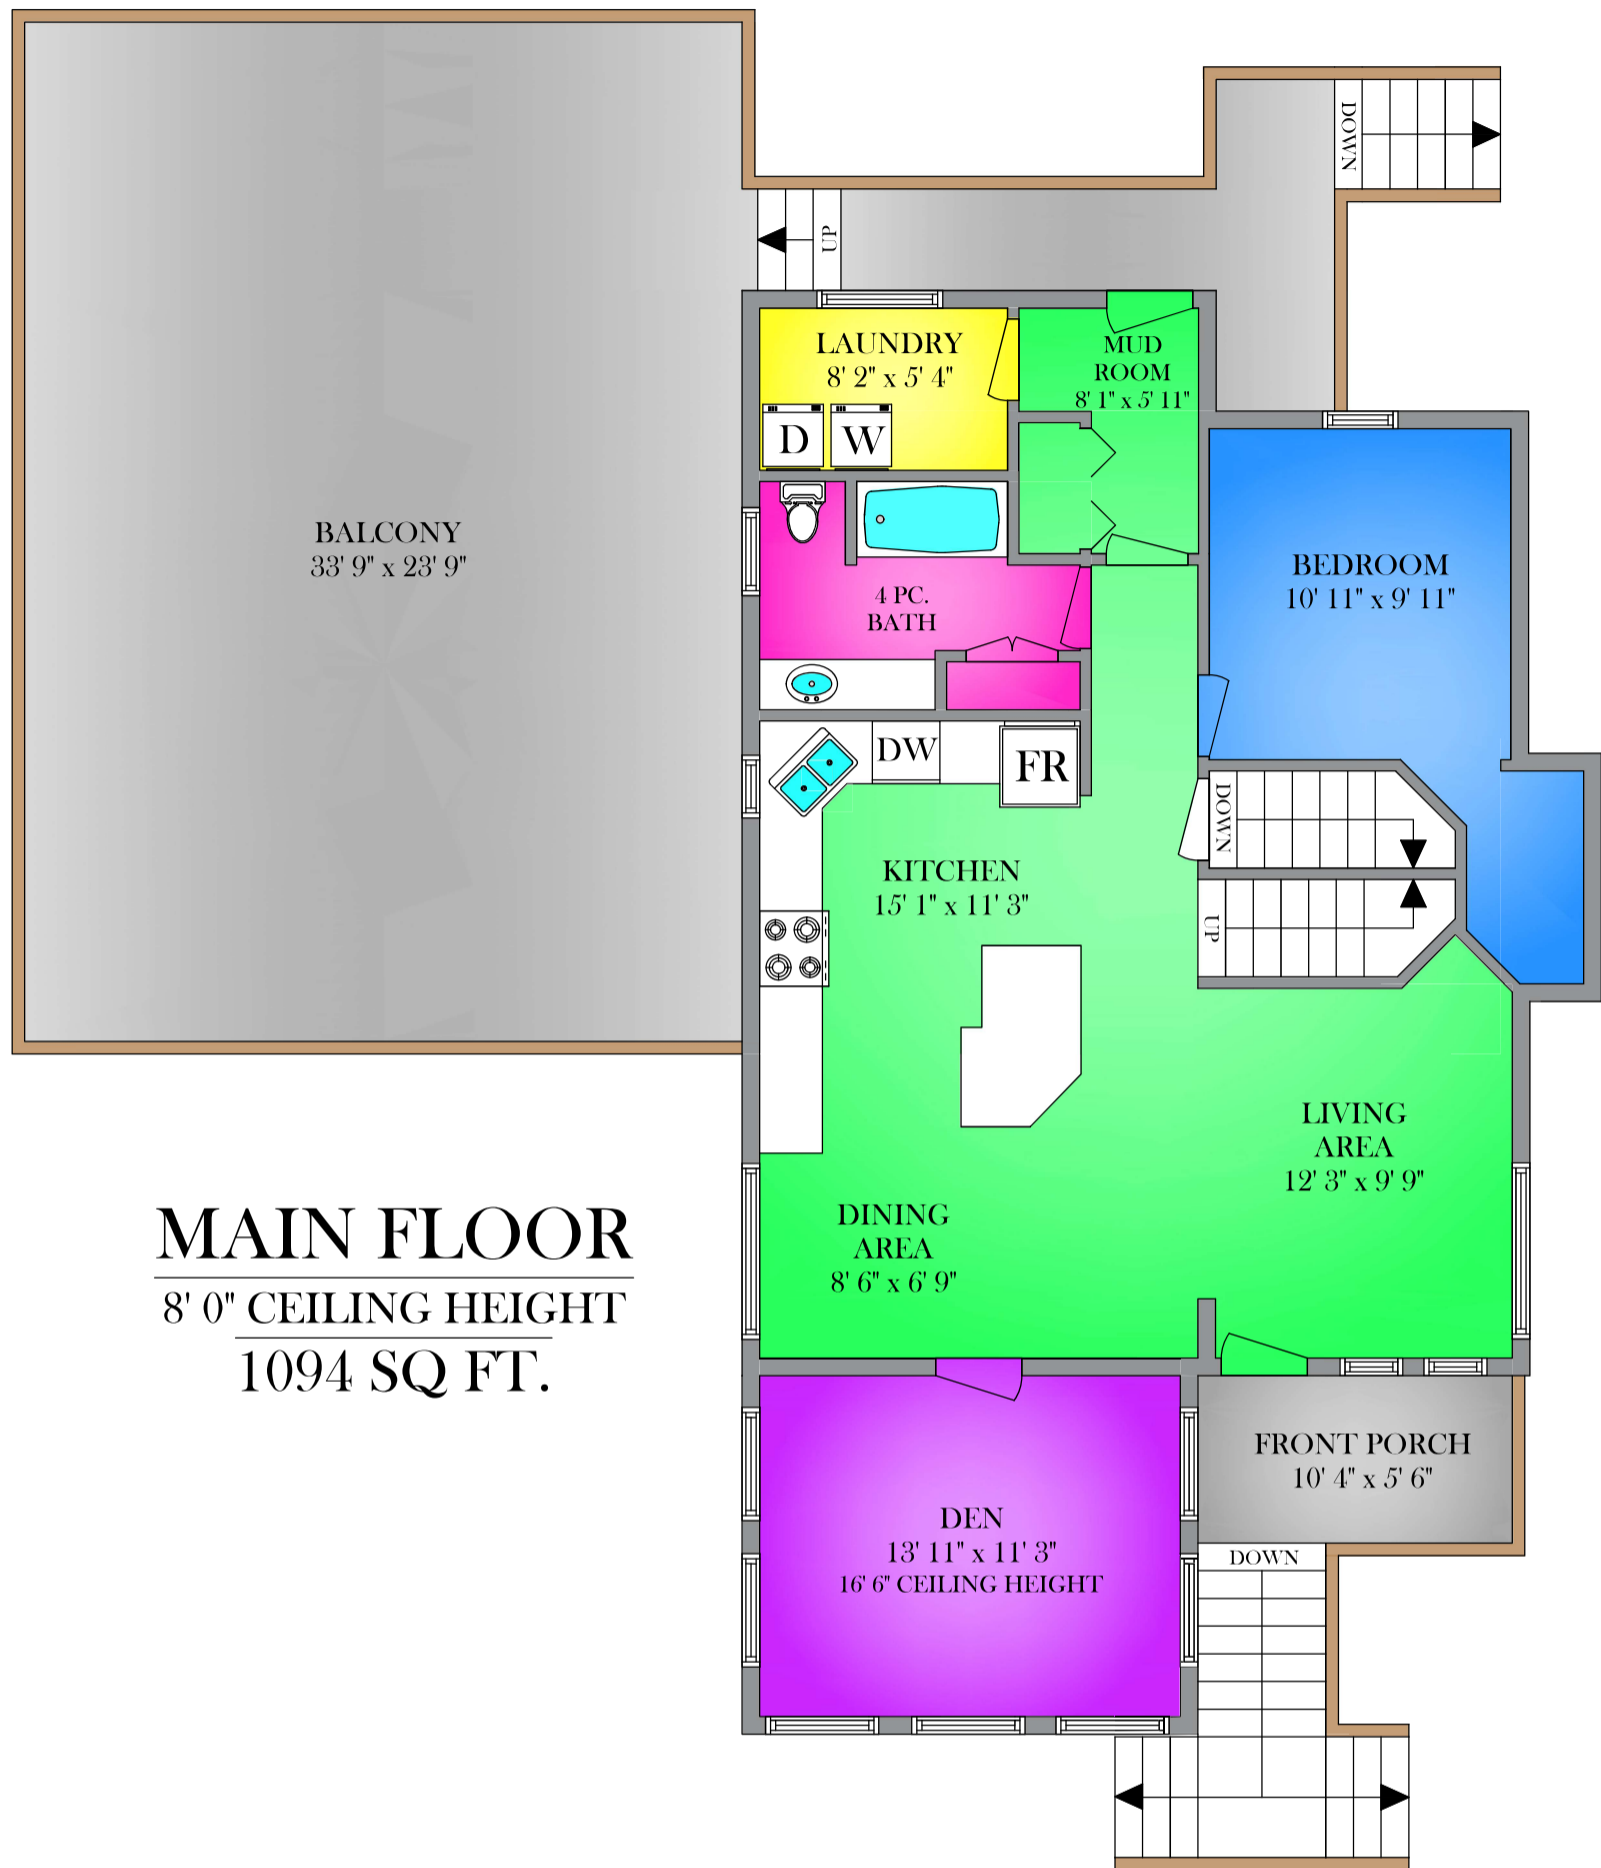 DOWN
UP
LAUNDRY
8' 2" x 5' 4"
MUD
ROOM
8' 1" x 5' 11"
D
W
BALCONY
33' 9" x 23' 9"
BEDROOM
10' 11" x 9' 11"
4 PC.
BATH
DW
FR
DOWN
KITCHEN
15' 1" x 11' 3"
UP
LIVING
AREA
12' 3" x 9' 9"
DINING
AREA
8' 6" x 6' 9"
MAIN FLOOR
8' 0" CEILING HEIGHT
1094 SQ FT.
FRONT PORCH
10' 4" x 5' 6"
DEN
13' 11" x 11' 3"
16' 6" CEILING HEIGHT
DOWN